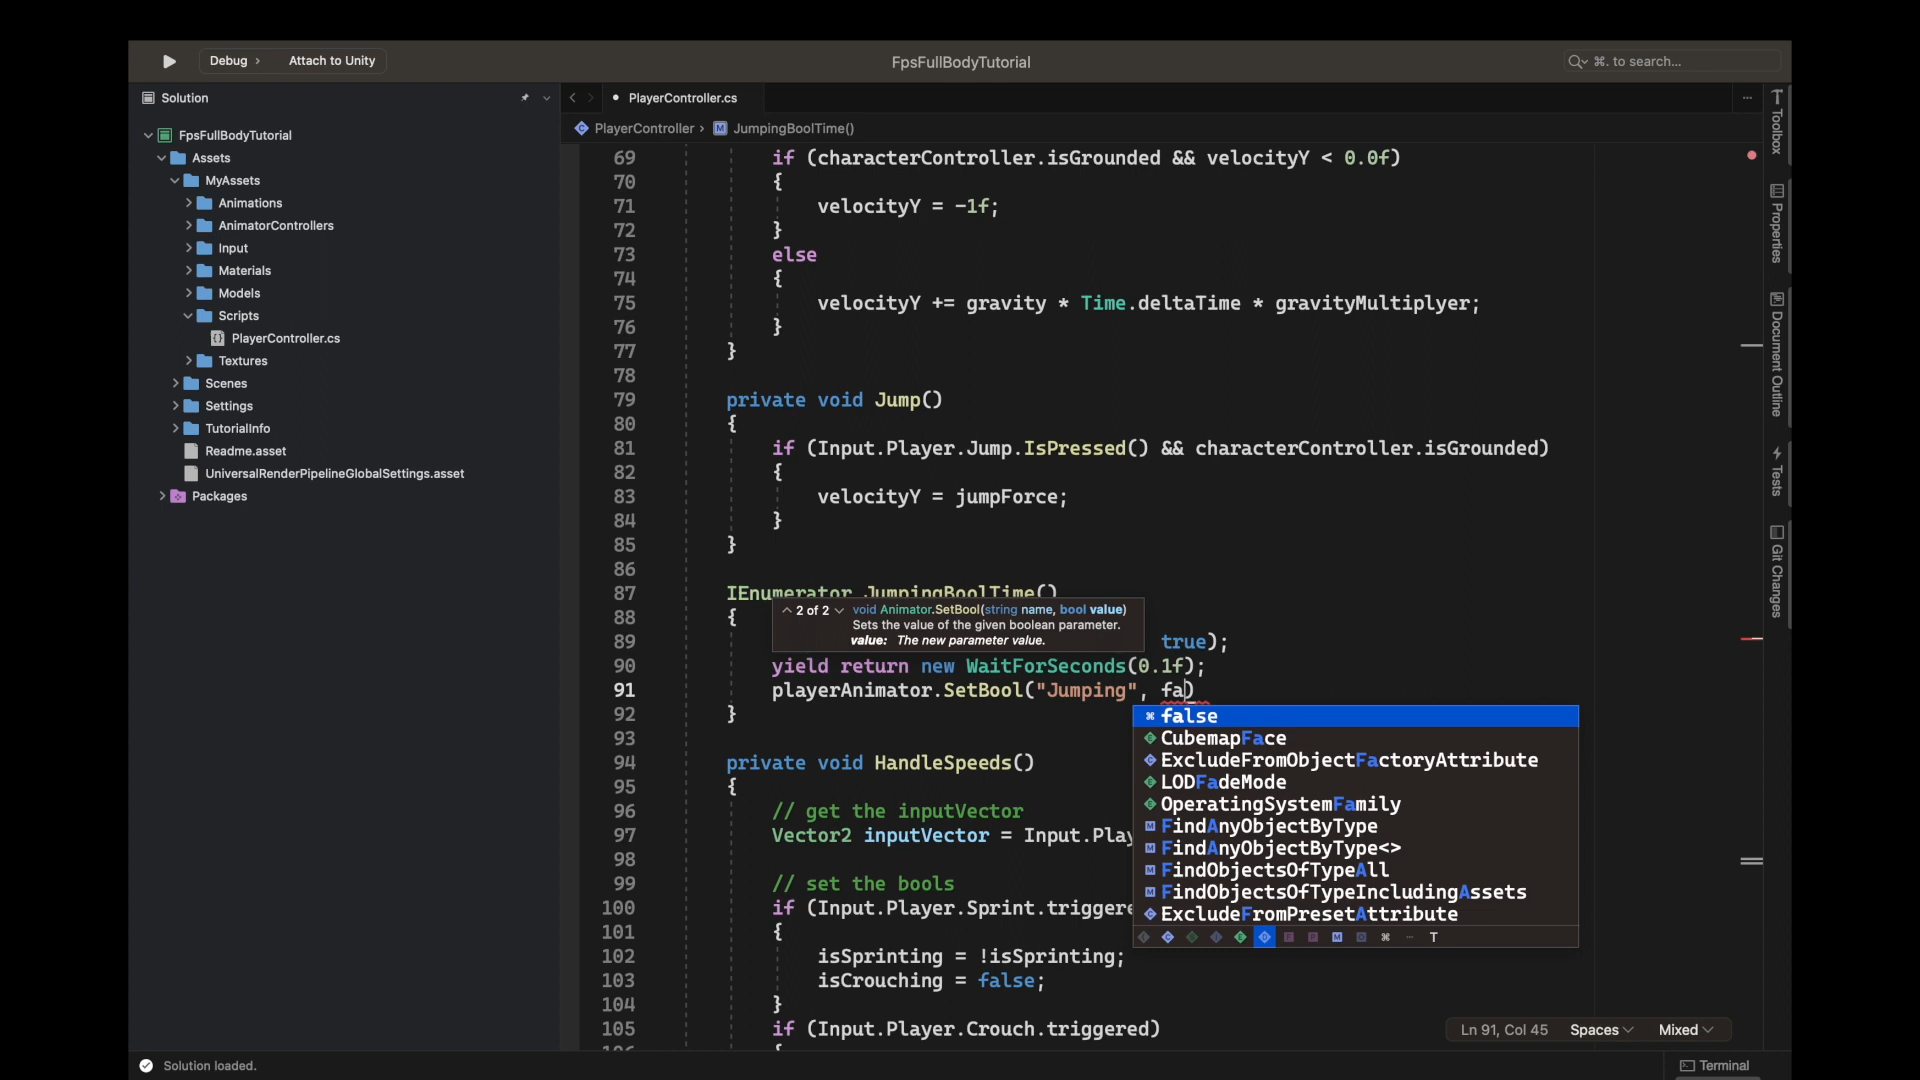 Debug
Attach to Unity
FpsFullBodyTutorial
⌘. to search...
Solution
PlayerController.cs
PlayerController › JumpingBoolTime()
FpsFullBodyTutorial
Assets
MyAssets
Animations
AnimatorControllers
Input
Materials
Models
Scripts
PlayerController.cs
Textures
Scenes
Settings
TutorialInfo
Readme.asset
UniversalRenderPipelineGlobalSettings.asset
Packages
69 if (characterController.isGrounded && velocityY < 0.0f)
70 {
71 velocityY = -1f;
72 }
73 else
74 {
75 velocityY += gravity * Time.deltaTime * gravityMultiplyer;
76 }
77 }
78
79 private void Jump()
80 {
81 if (Input.Player.Jump.IsPressed() && characterController.isGrounded)
82 {
83 velocityY = jumpForce;
84 }
85 }
86
87 IEnumerator JumpingBoolTime()
88 {
89 true);
90 yield return new WaitForSeconds(0.1f);
91 playerAnimator.SetBool("Jumping", fa)
92 }
93
94 private void HandleSpeeds()
95 {
96 // get the inputVector
97 Vector2 inputVector = Input.Play
98
99 // set the bools
100 if (Input.Player.Sprint.triggere
101 {
102 isSprinting = !isSprinting;
103 isCrouching = false;
104 }
105 if (Input.Player.Crouch.triggered)
2 of 2 void Animator.SetBool(string name, bool value)
Sets the value of the given boolean parameter.
value: The new parameter value.
false
CubemapFace
ExcludeFromObjectFactoryAttribute
LODFadeMode
OperatingSystemFamily
FindAnyObjectByType
FindAnyObjectByType<>
FindObjectsOfTypeAll
FindObjectsOfTypeIncludingAssets
ExcludeFromPresetAttribute
Toolbox
Properties
Document Outline
Tests
Git Changes
Ln 91, Col 45 Spaces Mixed
Solution loaded.
Terminal